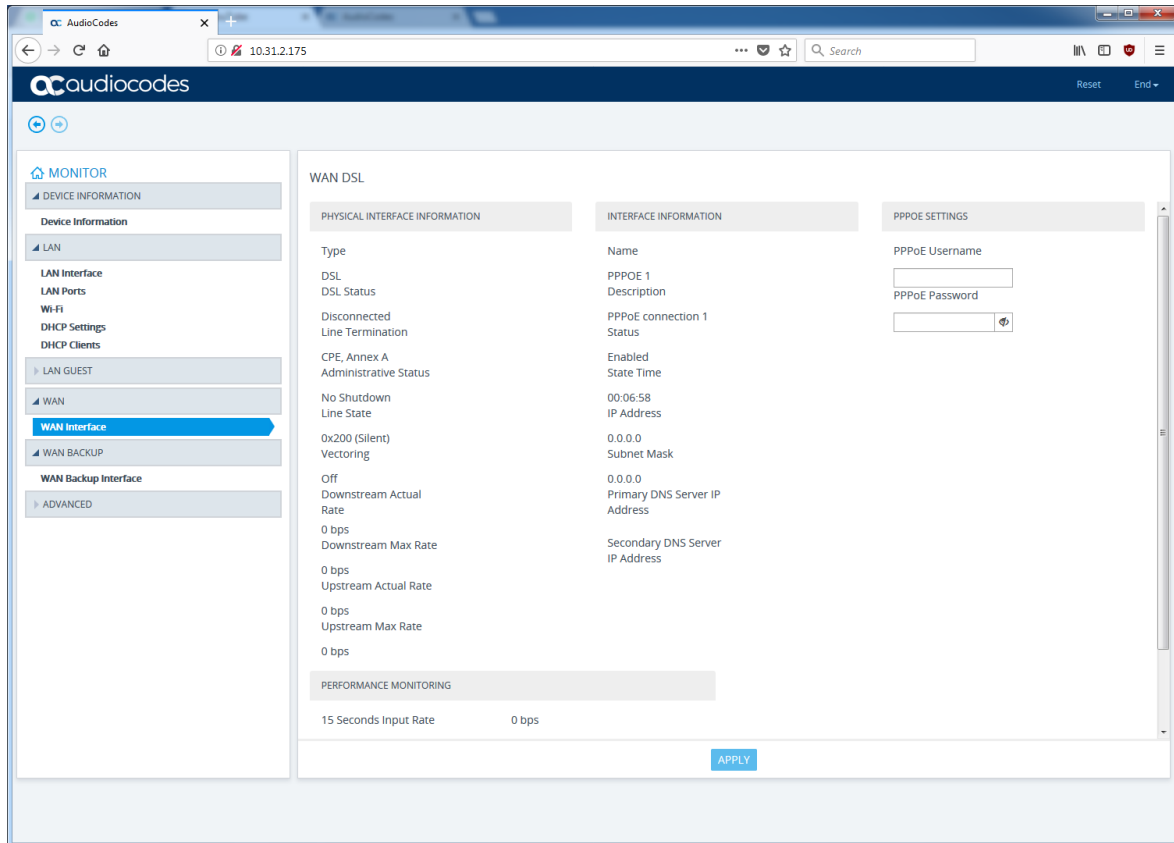 AudioCodes
AudioCodes
10.31.2.175
Search
audiocodes
Reset
End
MONITOR
DEVICE INFORMATION
Device Information
LAN
LAN Interface
LAN Ports
Wi-Fi
DHCP Settings
DHCP Clients
LAN GUEST
WAN
WAN Interface
WAN BACKUP
WAN Backup Interface
ADVANCED
WAN DSL
PHYSICAL INTERFACE INFORMATION
Type
DSL
DSL Status
Disconnected
Line Termination
CPE, Annex A
Administrative Status
No Shutdown
Line State
0x200 (Silent)
Vectoring
Off
Downstream Actual
Rate
0 bps
Downstream Max Rate
0 bps
Upstream Actual Rate
0 bps
Upstream Max Rate
0 bps
INTERFACE INFORMATION
Name
PPPOE 1
Description
PPPoE connection 1
Status
Enabled
State Time
00:06:58
IP Address
0.0.0.0
Subnet Mask
0.0.0.0
Primary DNS Server IP
Address
Secondary DNS Server
IP Address
PPPOE SETTINGS
PPPoE Username
PPPoE Password
PERFORMANCE MONITORING
15 Seconds Input Rate 0 bps
APPLY